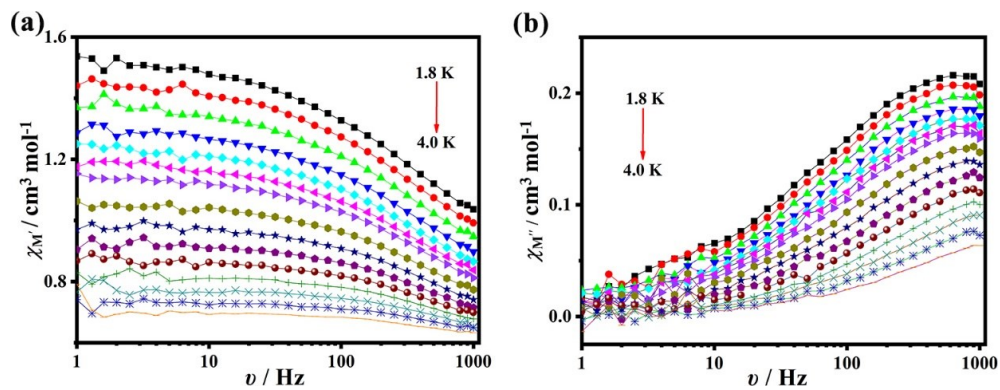 (a)
1.6
1.2
0.8
χM' / cm³ mol⁻¹
1.8 K
4.0 K
1
10
100
1000
υ / Hz
(b)
0.2
0.1
0.0
χM'' / cm³ mol⁻¹
1.8 K
4.0 K
1
10
100
1000
υ / Hz